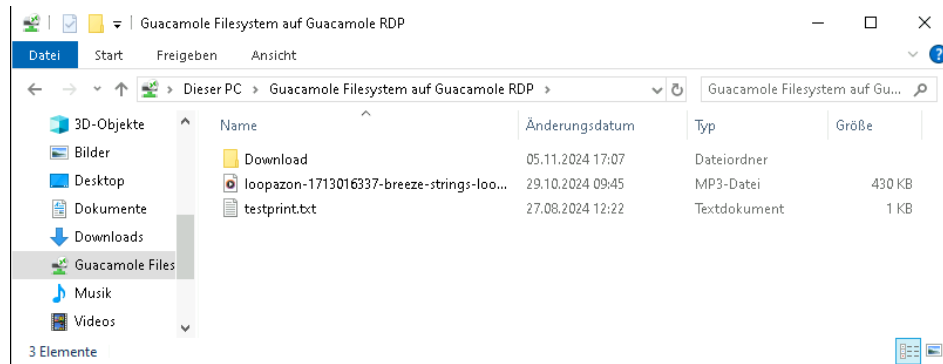 Guacamole Filesystem auf Guacamole RDP
Datei Start Freigeben Ansicht
Dieser PC > Guacamole Filesystem auf Guacamole RDP > Guacamole Filesystem auf Gu...
3D-Objekte
Bilder
Desktop
Dokumente
Downloads
Guacamole Files
Musik
Videos
Name Änderungsdatum Typ Größe
Download 05.11.2024 17:07 Dateiordner
loopazon-1713016337-breeze-strings-loo... 29.10.2024 09:45 MP3-Datei 430 KB
testprint.txt 27.08.2024 12:22 Textdokument 1 KB
3 Elemente